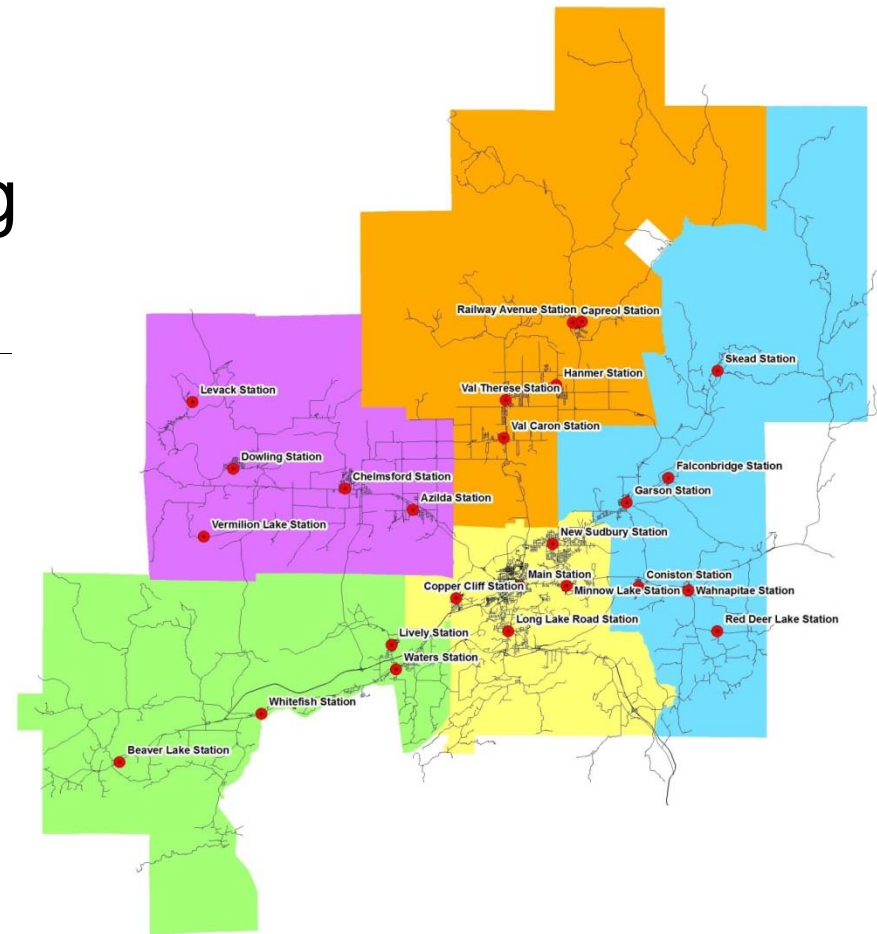 g
Railway Avenue Station Capreol Station
Skead Station
Hanmer Station
Levack Station
Val Therese Station
Val Caron Station
Dowling Station
Falconbridge Station
Chelmsford Station
Garson Station
Azilda Station
Vermilion Lake Station
New Sudbury Station
Main Station
Coniston Station
Copper Cliff Station
Minnow Lake Station Wahnapitae Station
Long Lake Road Station
Red Deer Lake Station
Lively Station
Waters Station
Whitefish Station
Beaver Lake Station